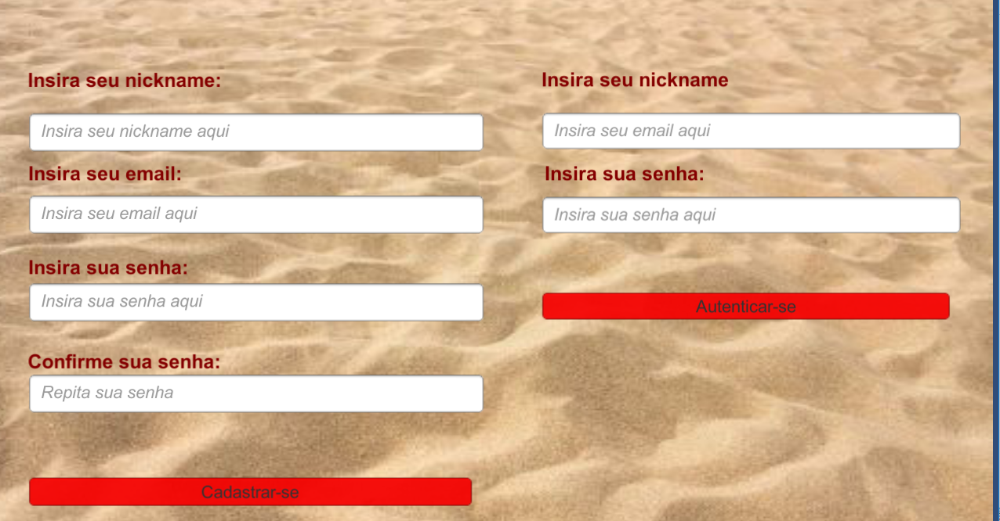 Insira seu nickname:
Insira seu nickname aqui
Insira seu email:
Insira seu email aqui
Insira sua senha:
Insira sua senha aqui
Confirme sua senha:
Repita sua senha
Cadastrar-se
Insira seu nickname
Insira seu email aqui
Insira sua senha:
Insira sua senha aqui
Autenticar-se